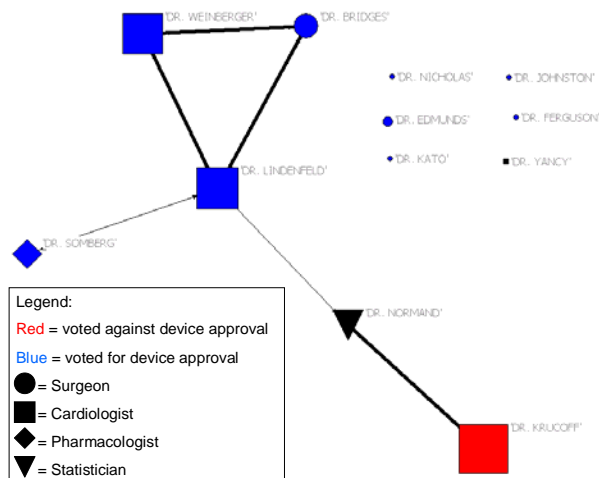 'DR. WEINBERGER'
'DR. BRIDGES'
'DR. NICHOLAS'
'DR. JOHNSTON'
'DR. EDMUNDS'
'DR. FERGUSON'
'DR. KATO'
'DR. YANCY'
'DR. LINDENFELD'
'DR. SOMBERG'
'DR. NORMAND'
'DR. KRUCOFF'
Legend:
Red = voted against device approval
Blue = voted for device approval
= Surgeon
= Cardiologist
= Pharmacologist
= Statistician